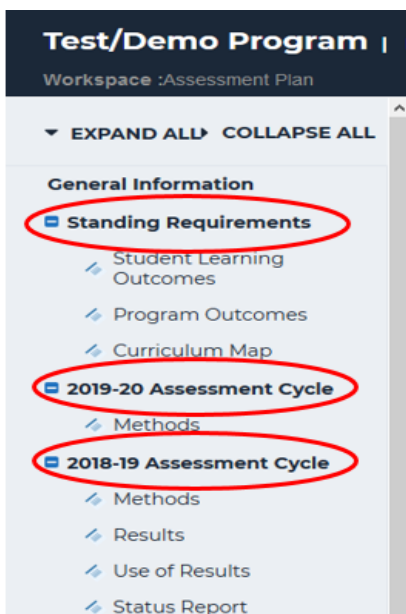 Test/Demo Program |
Workspace :Assessment Plan
EXPAND ALL COLLAPSE ALL
General Information
Standing Requirements
Student Learning
Outcomes
Program Outcomes
Curriculum Map
2019-20 Assessment Cycle
Methods
2018-19 Assessment Cycle
Methods
Results
Use of Results
Status Report